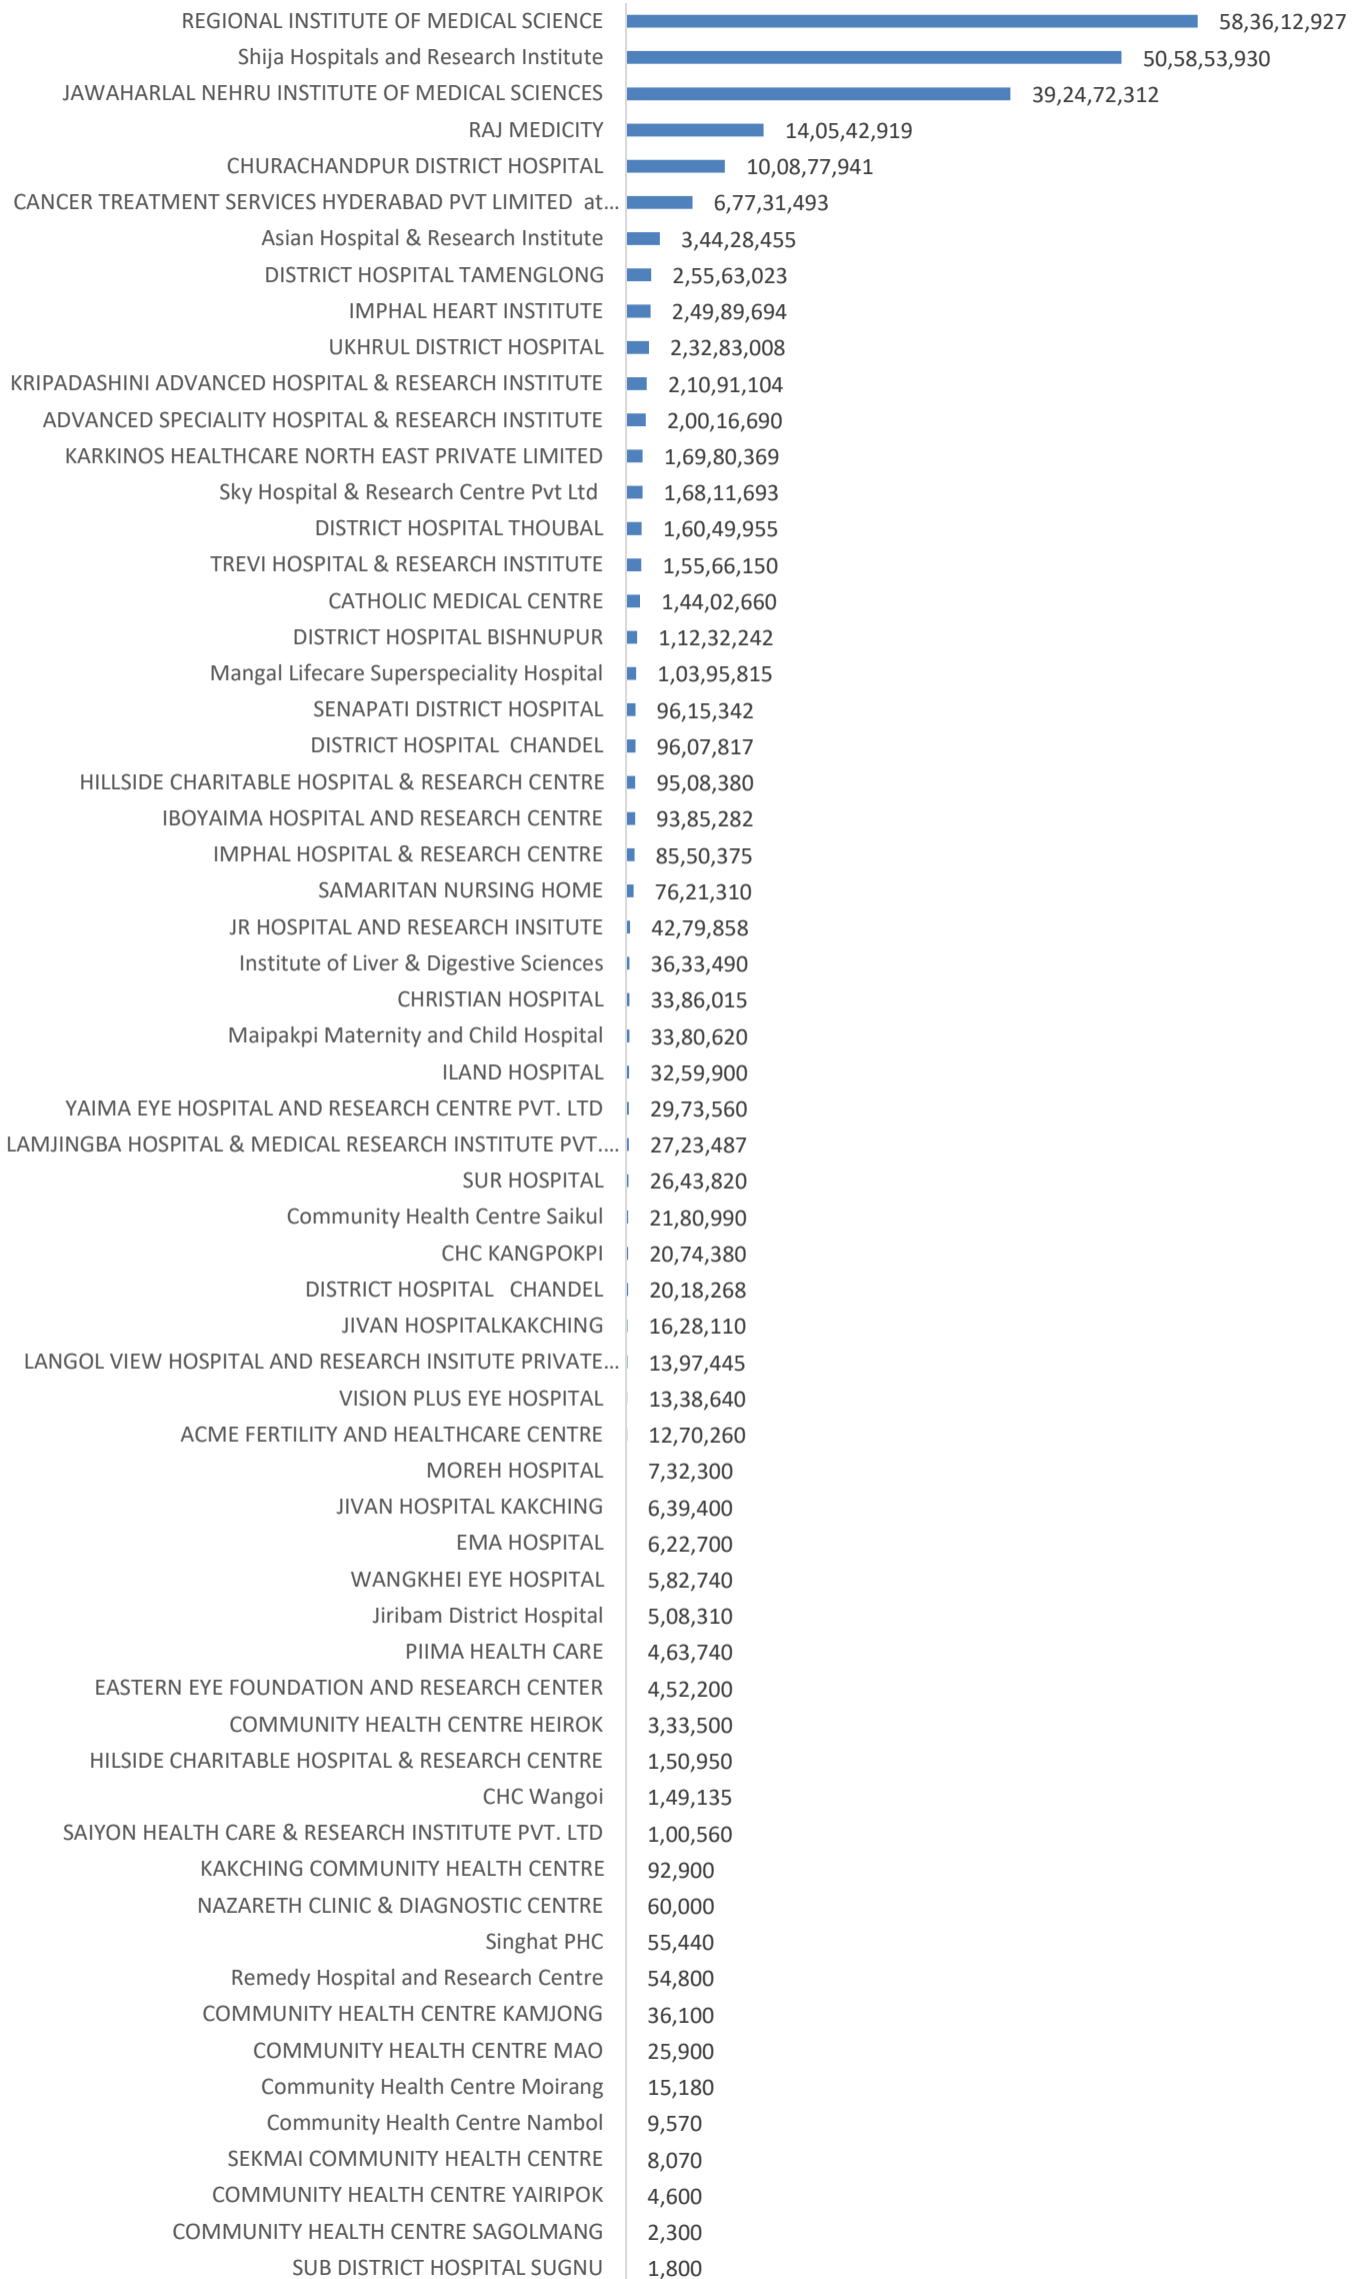 REGIONAL INSTITUTE OF MEDICAL SCIENCE 58,36,12,927
Shija Hospitals and Research Institute 50,58,53,930
JAWAHARLAL NEHRU INSTITUTE OF MEDICAL SCIENCES 39,24,72,312
RAJ MEDICITY 14,05,42,919
CHURACHANDPUR DISTRICT HOSPITAL 10,08,77,941
CANCER TREATMENT SERVICES HYDERABAD PVT LIMITED at... 6,77,31,493
Asian Hospital & Research Institute 3,44,28,455
DISTRICT HOSPITAL TAMENGLONG 2,55,63,023
IMPHAL HEART INSTITUTE 2,49,89,694
UKHRUL DISTRICT HOSPITAL 2,32,83,008
KRIPADASHINI ADVANCED HOSPITAL & RESEARCH INSTITUTE 2,10,91,104
ADVANCED SPECIALITY HOSPITAL & RESEARCH INSTITUTE 2,00,16,690
KARKINOS HEALTHCARE NORTH EAST PRIVATE LIMITED 1,69,80,369
Sky Hospital & Research Centre Pvt Ltd 1,68,11,693
DISTRICT HOSPITAL THOUBAL 1,60,49,955
TREVI HOSPITAL & RESEARCH INSTITUTE 1,55,66,150
CATHOLIC MEDICAL CENTRE 1,44,02,660
DISTRICT HOSPITAL BISHNUPUR 1,12,32,242
Mangal Lifecare Superspeciality Hospital 1,03,95,815
SENAPATI DISTRICT HOSPITAL 96,15,342
DISTRICT HOSPITAL CHANDEL 96,07,817
HILLSIDE CHARITABLE HOSPITAL & RESEARCH CENTRE 95,08,380
IBOYAIMA HOSPITAL AND RESEARCH CENTRE 93,85,282
IMPHAL HOSPITAL & RESEARCH CENTRE 85,50,375
SAMARITAN NURSING HOME 76,21,310
JR HOSPITAL AND RESEARCH INSITUTE 42,79,858
Institute of Liver & Digestive Sciences 36,33,490
CHRISTIAN HOSPITAL 33,86,015
Maipakpi Maternity and Child Hospital 33,80,620
ILAND HOSPITAL 32,59,900
YAIMA EYE HOSPITAL AND RESEARCH CENTRE PVT. LTD 29,73,560
LAMJINGBA HOSPITAL & MEDICAL RESEARCH INSTITUTE PVT.... 27,23,487
SUR HOSPITAL 26,43,820
Community Health Centre Saikul 21,80,990
CHC KANGPOKPI 20,74,380
DISTRICT HOSPITAL CHANDEL 20,18,268
JIVAN HOSPITALKAKCHING 16,28,110
LANGOL VIEW HOSPITAL AND RESEARCH INSITUTE PRIVATE... 13,97,445
VISION PLUS EYE HOSPITAL 13,38,640
ACME FERTILITY AND HEALTHCARE CENTRE 12,70,260
MOREH HOSPITAL 7,32,300
JIVAN HOSPITAL KAKCHING 6,39,400
EMA HOSPITAL 6,22,700
WANGKHEI EYE HOSPITAL 5,82,740
Jiribam District Hospital 5,08,310
PIIMA HEALTH CARE 4,63,740
EASTERN EYE FOUNDATION AND RESEARCH CENTER 4,52,200
COMMUNITY HEALTH CENTRE HEIROK 3,33,500
HILSIDE CHARITABLE HOSPITAL & RESEARCH CENTRE 1,50,950
CHC Wangoi 1,49,135
SAIYON HEALTH CARE & RESEARCH INSTITUTE PVT. LTD 1,00,560
KAKCHING COMMUNITY HEALTH CENTRE 92,900
NAZARETH CLINIC & DIAGNOSTIC CENTRE 60,000
Singhat PHC 55,440
Remedy Hospital and Research Centre 54,800
COMMUNITY HEALTH CENTRE KAMJONG 36,100
COMMUNITY HEALTH CENTRE MAO 25,900
Community Health Centre Moirang 15,180
Community Health Centre Nambol 9,570
SEKMAI COMMUNITY HEALTH CENTRE 8,070
COMMUNITY HEALTH CENTRE YAIRIPOK 4,600
COMMUNITY HEALTH CENTRE SAGOLMANG 2,300
SUB DISTRICT HOSPITAL SUGNU 1,800